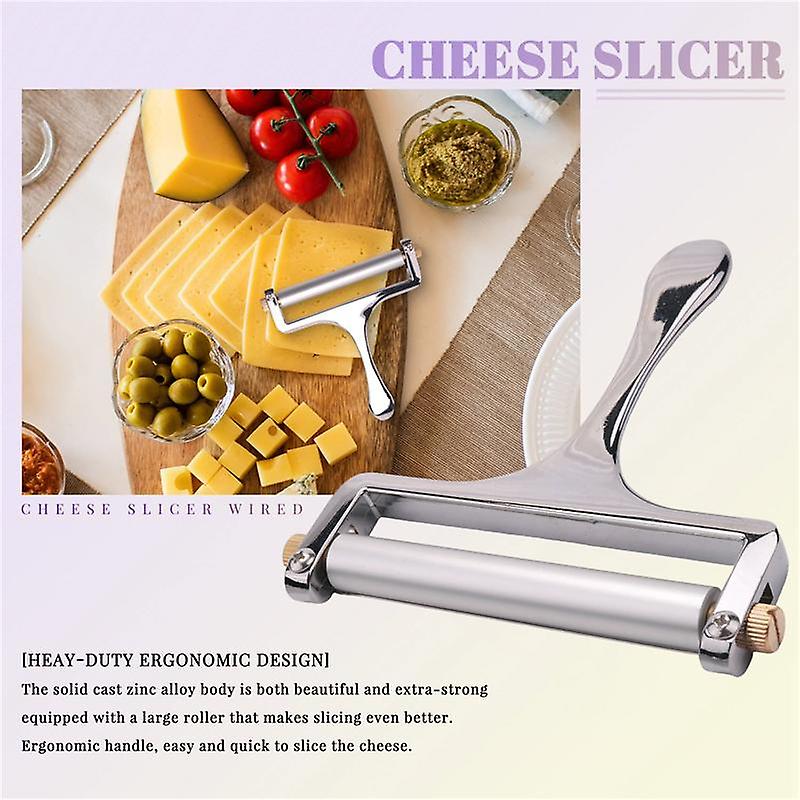 CHEESE SLICER
CHEESE SLICER WIRED
[HEAY-DUTY ERGONOMIC DESIGN]
The solid cast zinc alloy body is both beautiful and extra-strong
equipped with a large roller that makes slicing even better.
Ergonomic handle, easy and quick to slice the cheese.